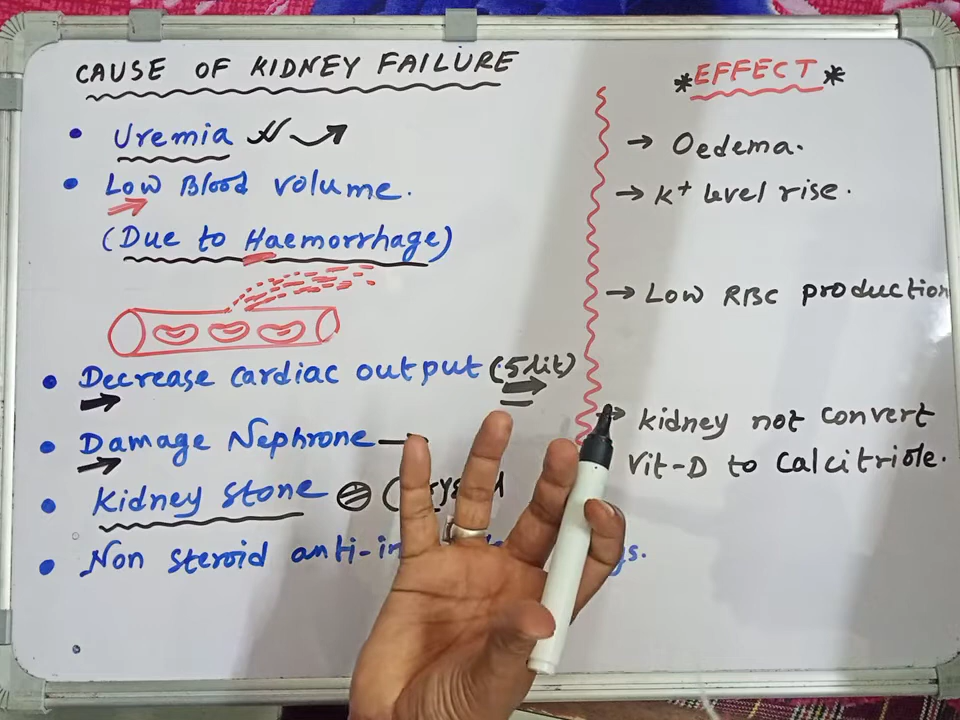 CAUSE OF KIDNEY FAILURE
• Uremia
• Low Blood volume.
(Due to Haemorrhage)
• Decrease cardiac output (5 lit)
• Damage Nephrone
• Kidney stone
• Non steroid anti-in
*EFFECT*
→ Oedema.
→ K+ level rise.
→ Low RBC production
→ Kidney not convert
Vit-D to Calcitriole.